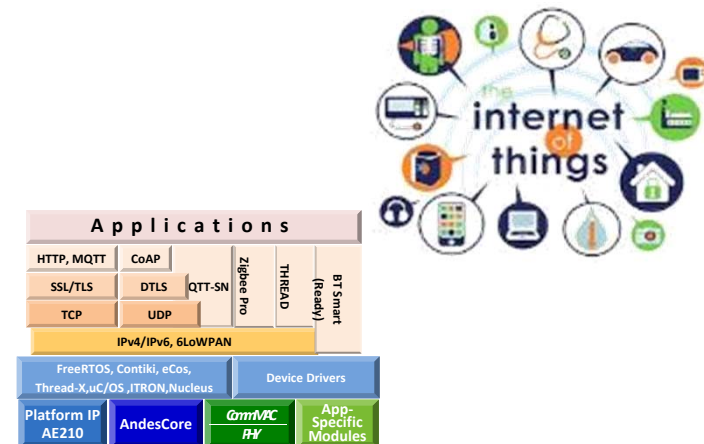 the
internet
of
things
Applications
HTTP, MQTT
CoAP
QTT-SN
Zigbee Pro
THREAD
BT Smart
(Ready)
SSL/TLS
DTLS
TCP
UDP
IPv4/IPv6, 6LoWPAN
FreeRTOS, Contiki, eCos,
Thread-X,uC/OS ,ITRON,Nucleus
Device Drivers
Platform IP
AE210
AndesCore
CommMAC
PHY
App-
Specific
Modules